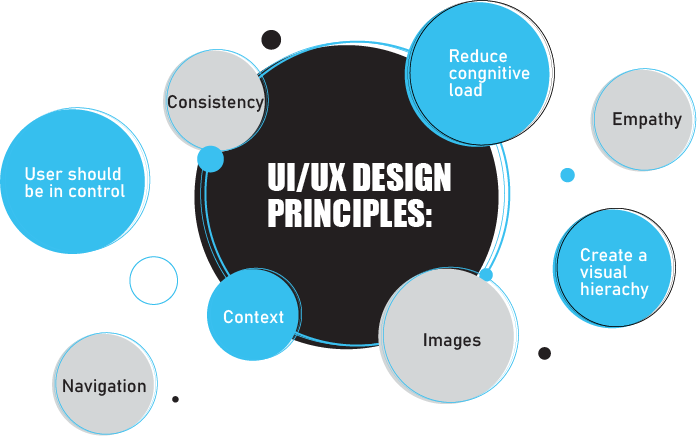 Reduce
congnitive
load
Consistency
Empathy
User should
be in control
UI/UX DESIGN
PRINCIPLES:
Create a
visual
hierachy
Context
Images
Navigation